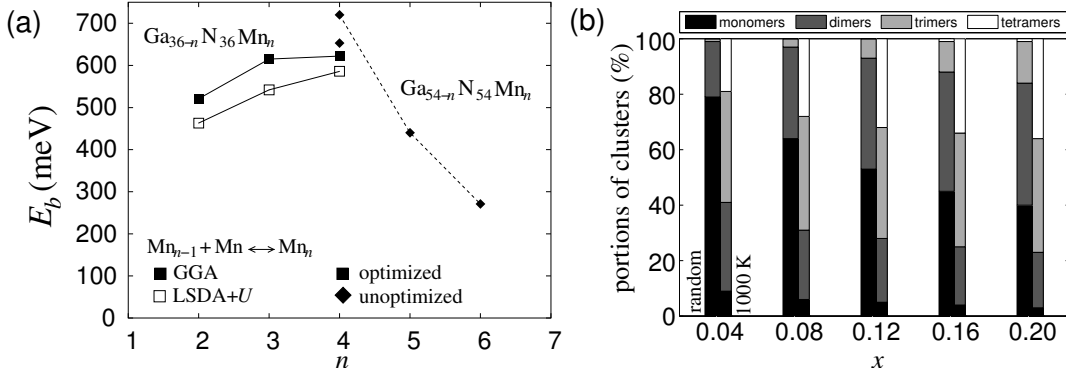 (a)
Ga36-nN36Mnn
Ga54-nN54Mnn
Eb (meV)
700
600
500
400
300
200
100
0
Mnn-1 + Mn ⟷ Mnn
GGA
LSDA+U
optimized
unoptimized
1 2 3 4 5 6 7
n
(b)
monomers dimers trimers tetramers
portions of clusters (%)
100
80
60
40
20
0
random
1000 K
0.04 0.08 0.12 0.16 0.20
x